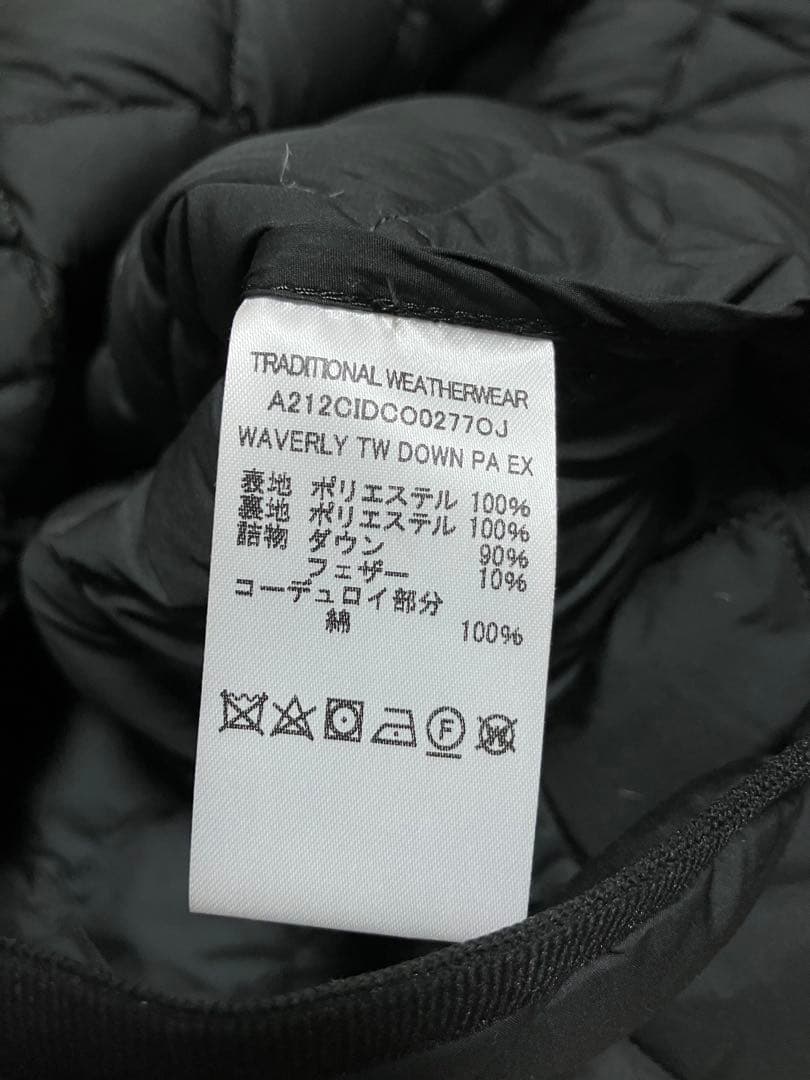 TRADITIONAL WEATHERWEAR
A212CIDCO0277OJ
WAVERLY TW DOWN PA EX
表地 ポリエステル 100%
裏地 ポリエステル 100%
詰物 ダウン 90%
フェザー 10%
コーデュロイ部分
綿 100%
F
W